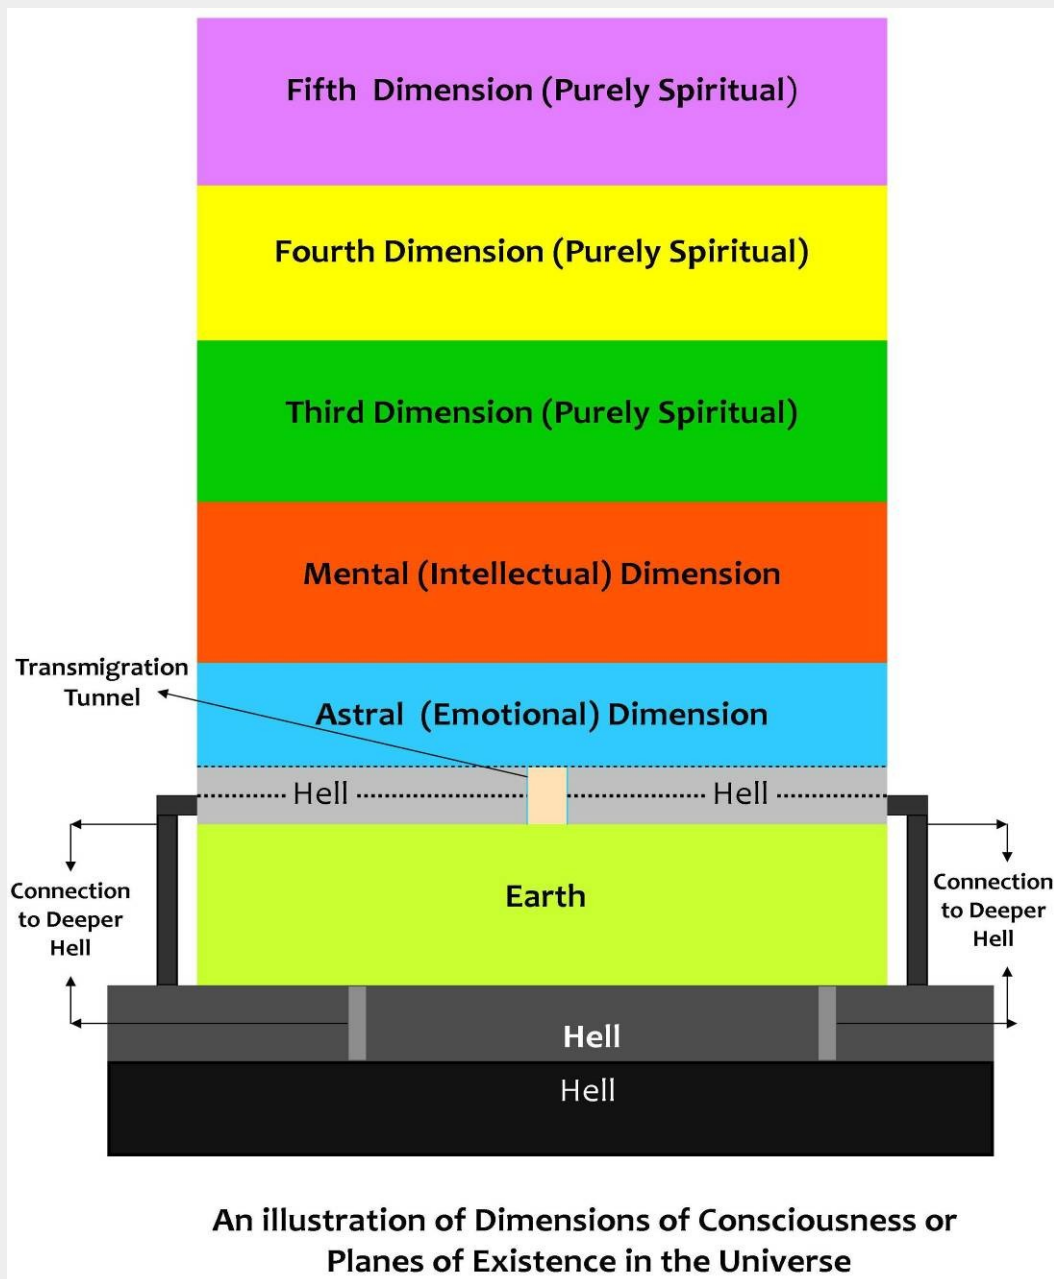 Fifth Dimension (Purely Spiritual)
Fourth Dimension (Purely Spiritual)
Third Dimension (Purely Spiritual)
Mental (Intellectual) Dimension
Transmigration
Tunnel
Astral (Emotional) Dimension
Hell
Hell
Connection
to Deeper
Hell
Earth
Connection
to Deeper
Hell
Hell
Hell
An illustration of Dimensions of Consciousness or
Planes of Existence in the Universe